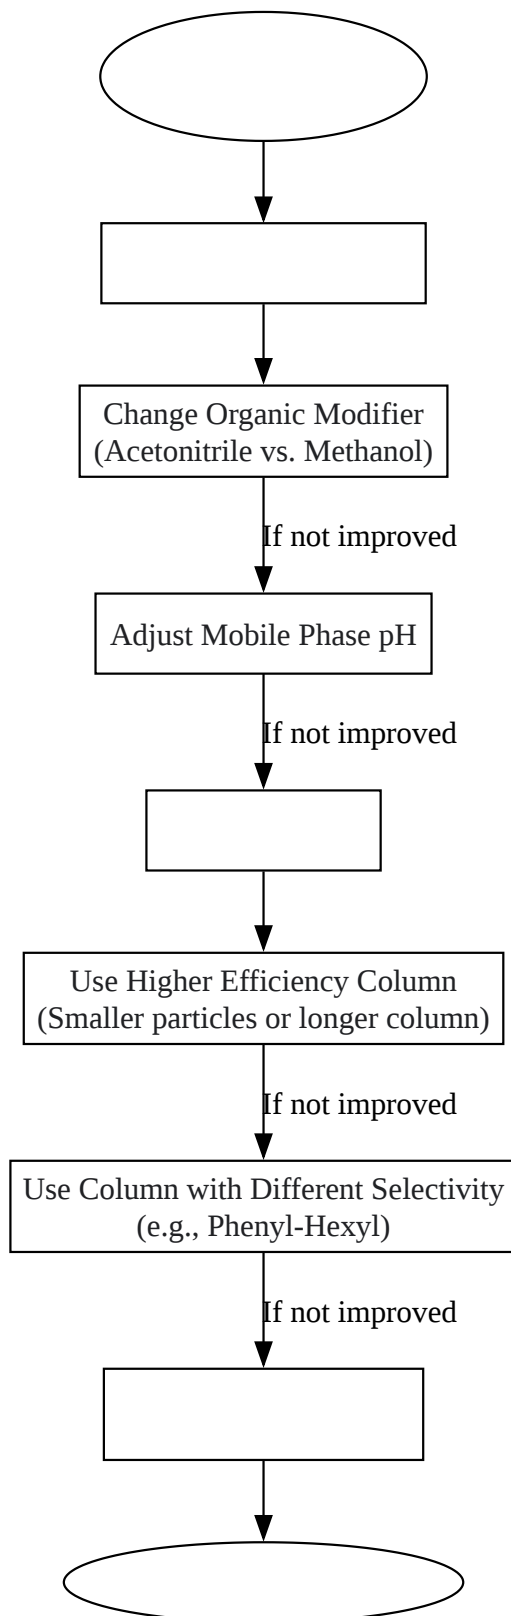 Change Organic Modifier
(Acetonitrile vs. Methanol)
If not improved
Adjust Mobile Phase pH
If not improved
Use Higher Efficiency Column
(Smaller particles or longer column)
If not improved
Use Column with Different Selectivity
(e.g., Phenyl-Hexyl)
If not improved